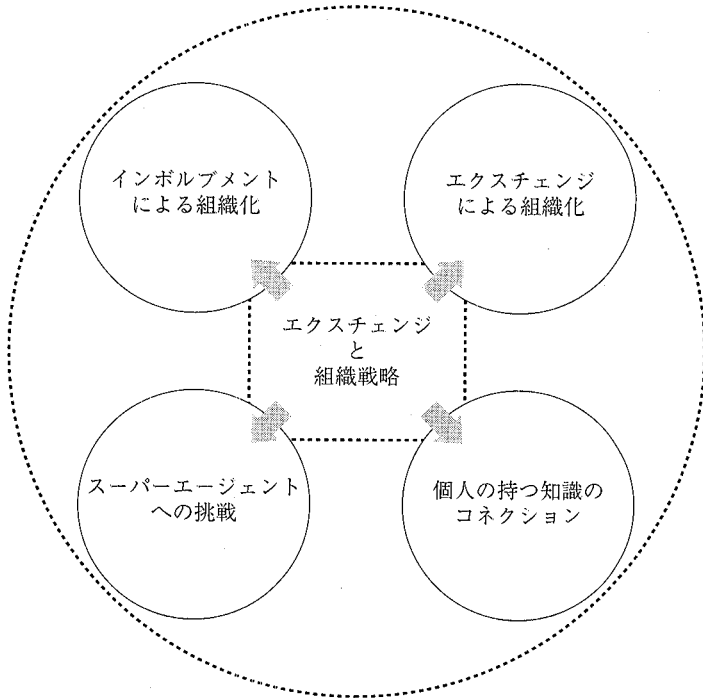 インボルブメント
による組織化
エクスチェンジ
による組織化
エクスチェンジ
と
組織戦略
スーパーエージェント
への挑戦
個人の持つ知識の
コネクション